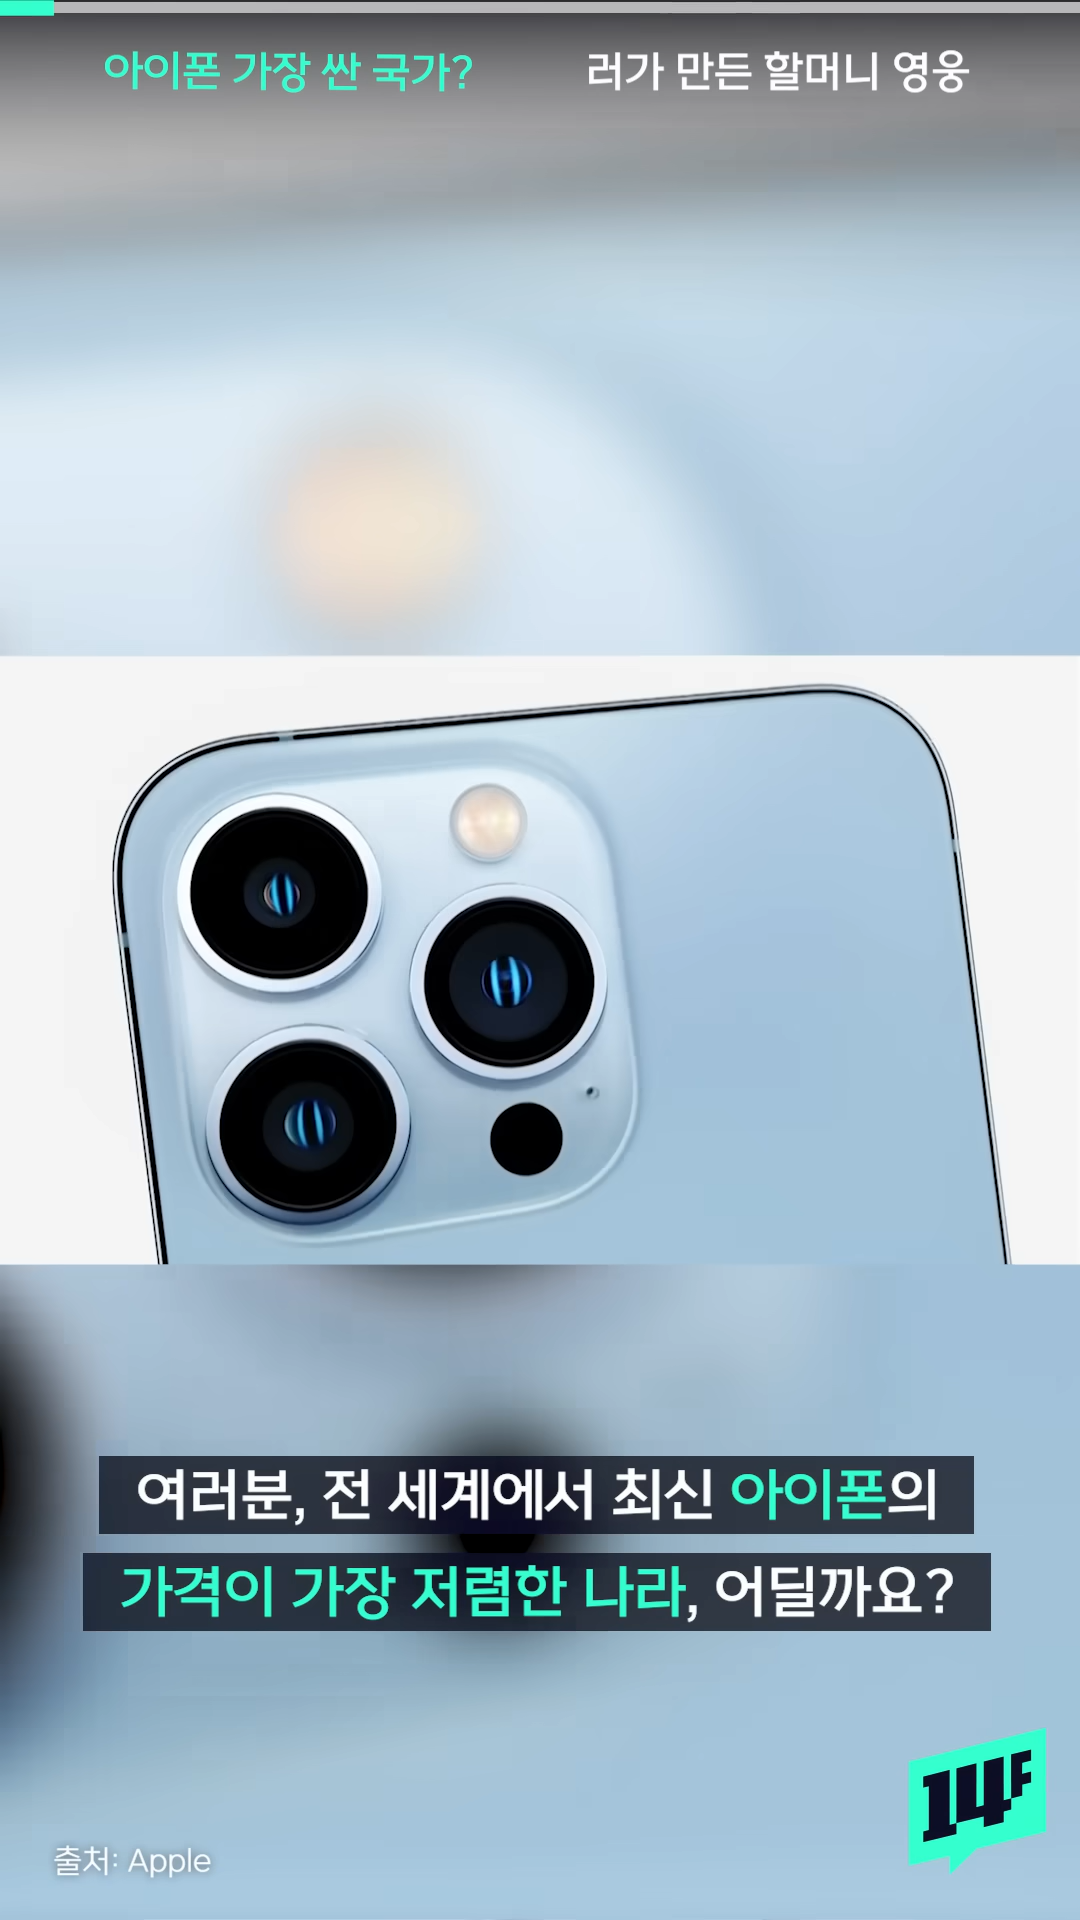 아이폰 가장 싼 국가?
러가 만든 할머니 영웅
여러분, 전 세계에서 최신 아이폰의
가격이 가장 저렴한 나라, 어딜까요?
14F
출처: Apple